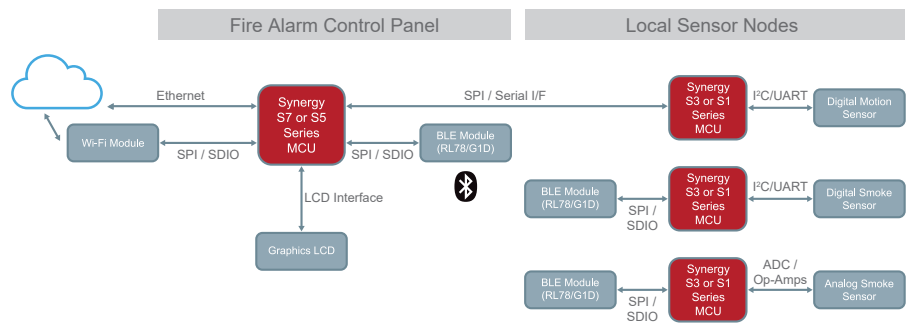 Fire Alarm Control Panel
Local Sensor Nodes
Ethernet
Synergy
S7 or S5
Series
MCU
SPI / Serial I/F
Synergy
S3 or S1
Series
MCU
I²C/UART
Digital Motion
Sensor
Wi-Fi Module
SPI / SDIO
SPI / SDIO
BLE Module
(RL78/G1D)
LCD Interface
Graphics LCD
BLE Module
(RL78/G1D)
SPI /
SDIO
Synergy
S3 or S1
Series
MCU
I²C/UART
Digital Smoke
Sensor
BLE Module
(RL78/G1D)
SPI /
SDIO
Synergy
S3 or S1
Series
MCU
ADC /
Op-Amps
Analog Smoke
Sensor